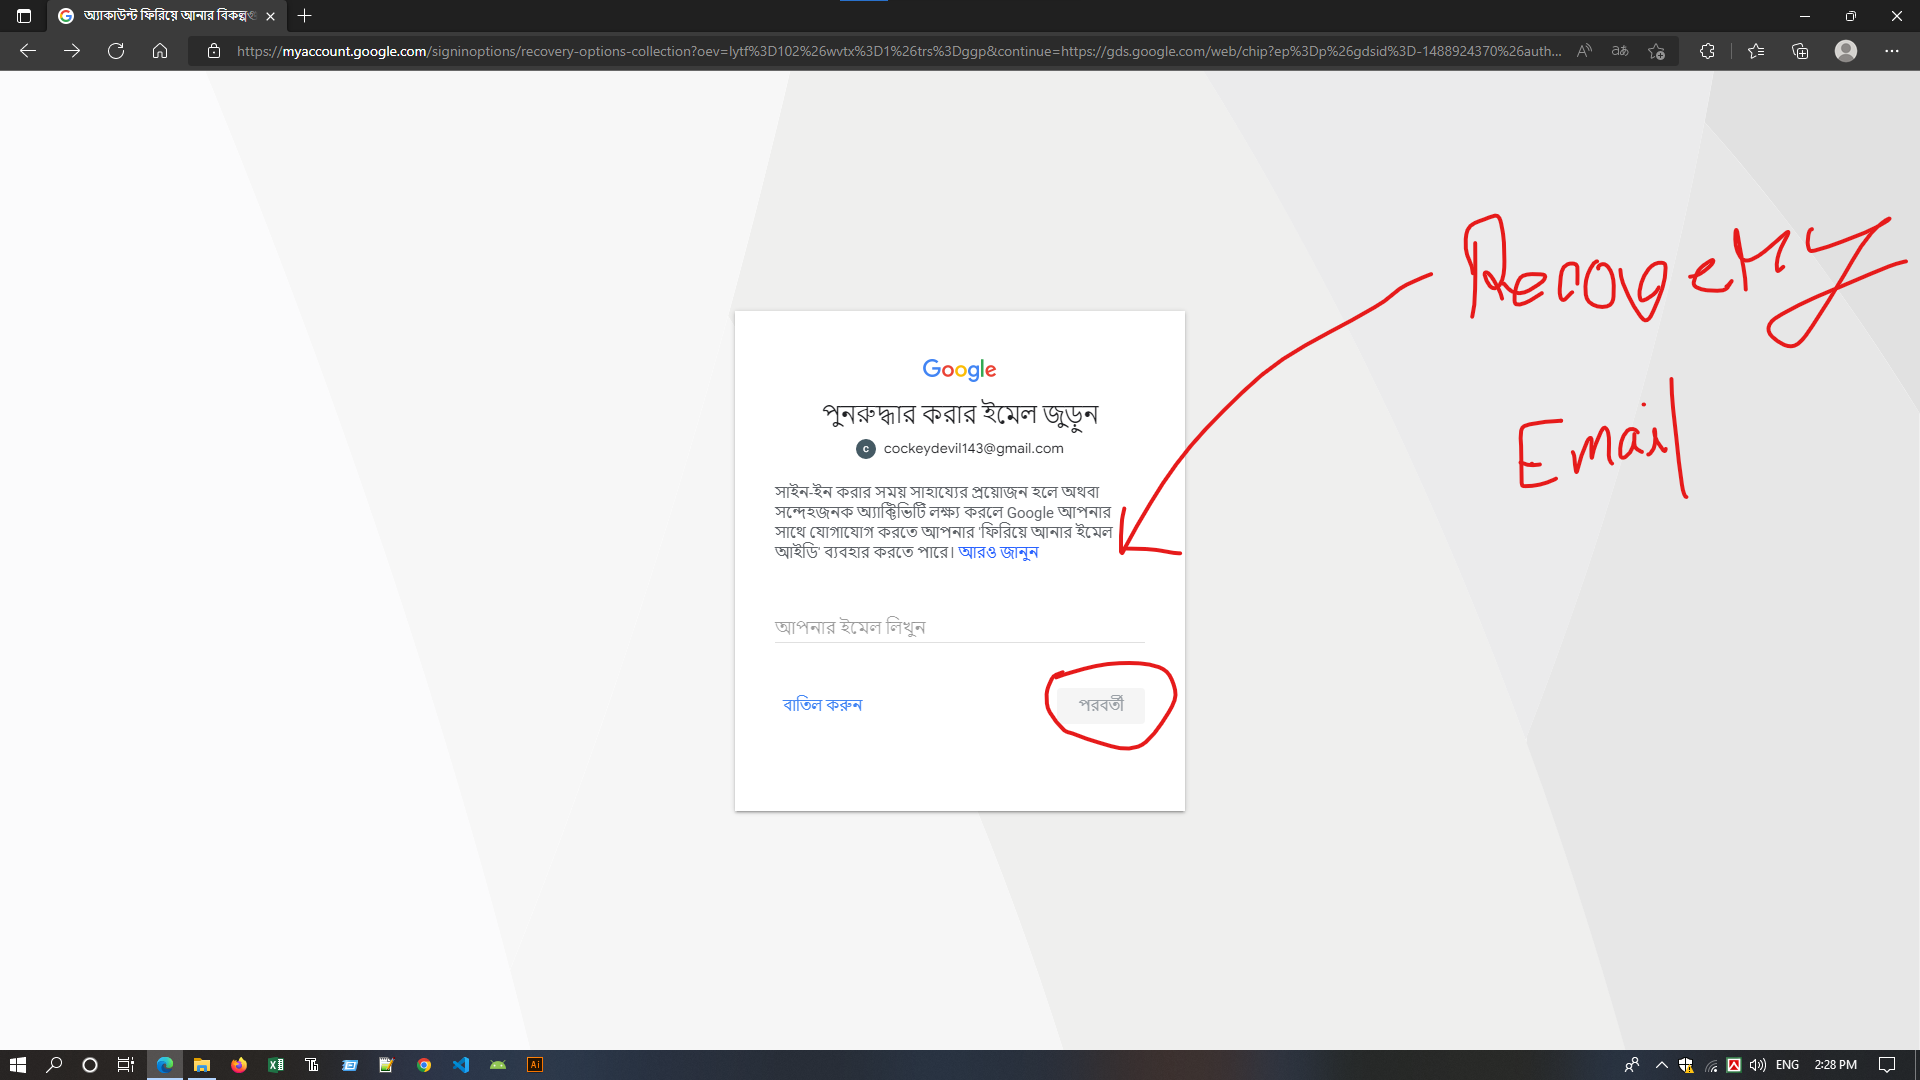 অ্যাকাউন্ট ফিরিয়ে আনার বিকল্প
https://myaccount.google.com/signinoptions/recovery-options-collection?oev=lytf%3D102%26wvtx%3D1%26trs%3Dggp&continue=https://gds.google.com/web/chip?ep%3Dp%26gdsid%3D-1488924370%26auth...
Recovery
Email
Google
পুনরুদ্ধার করার ইমেল জুড়ুন
c cockeydevil143@gmail.com
সাইন-ইন করার সময় সাহায্যের প্রয়োজন হলে অথবা
সন্দেহজনক অ্যাক্টিভিটি লক্ষ্য করলে Google আপনার
সাথে যোগাযোগ করতে আপনার 'ফিরিয়ে আনার ইমেল
আইডি' ব্যবহার করতে পারে। আরও জানুন
আপনার ইমেল লিখুন
বাতিল করুন পরবর্তী
Ai ENG 2:28 PM